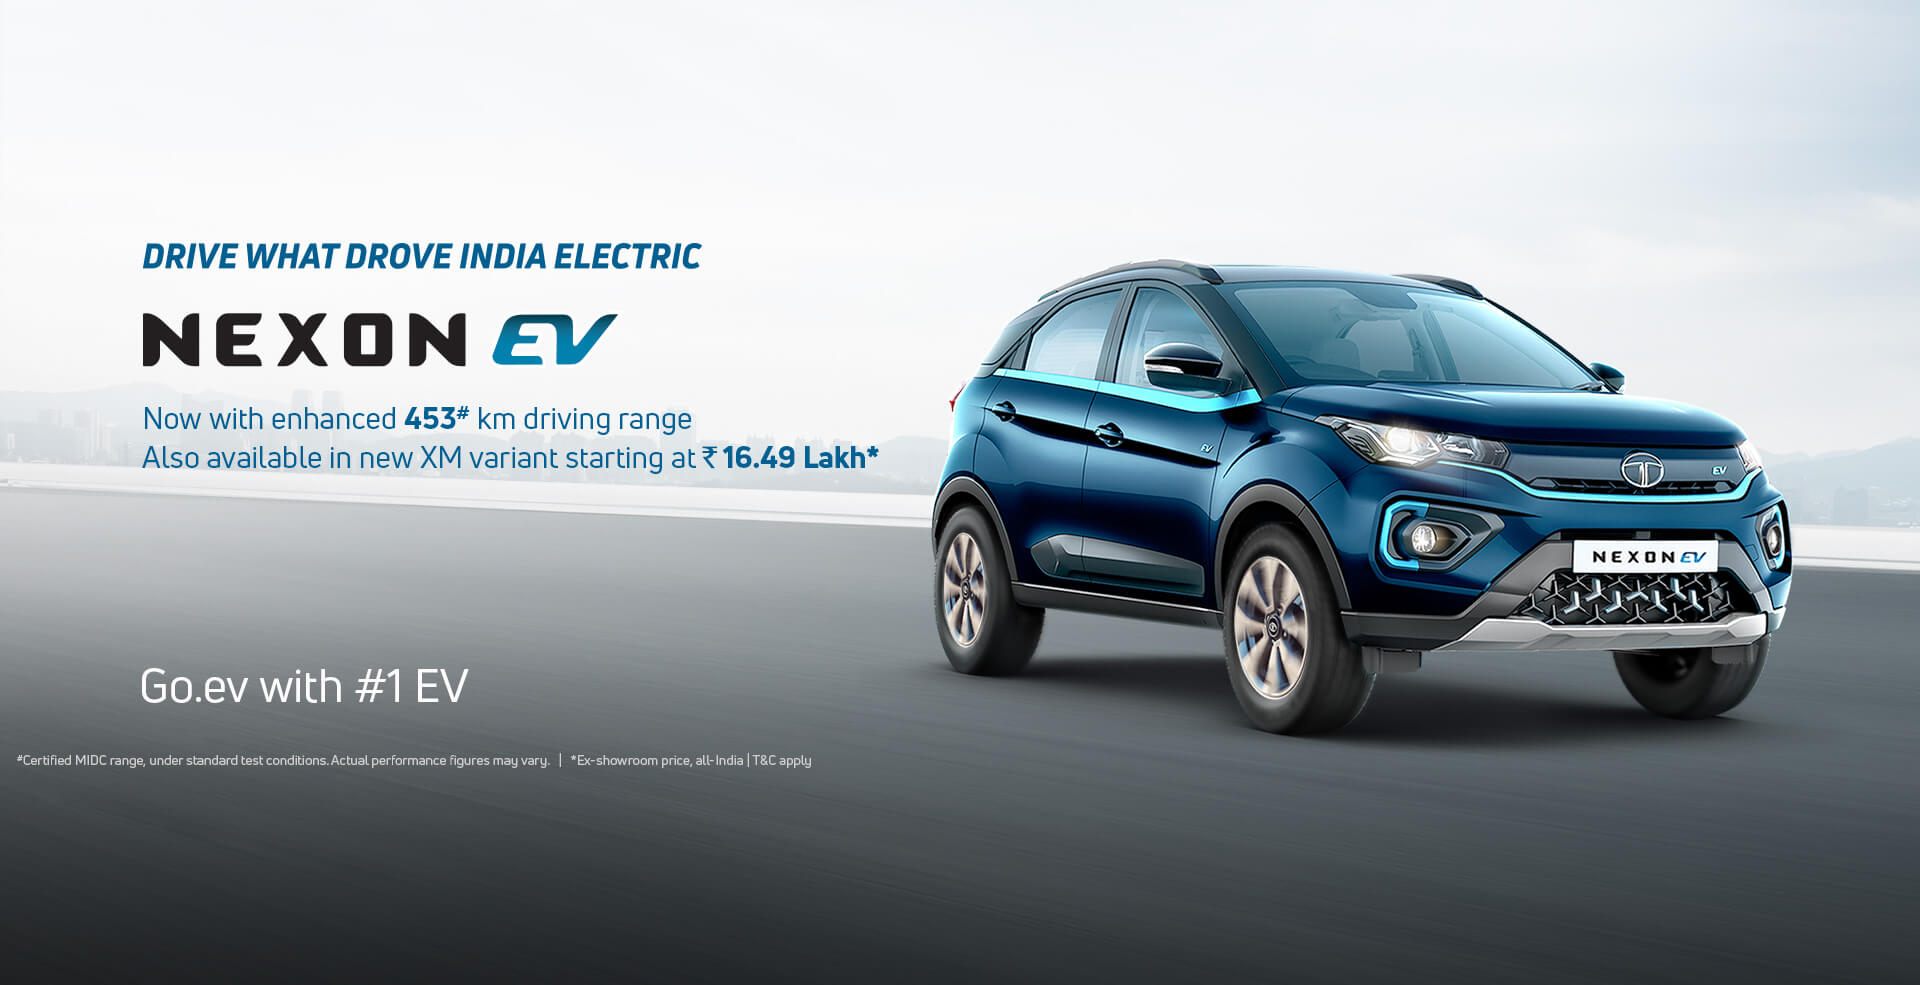 DRIVE WHAT DROVE INDIA ELECTRIC
NEXON EV
Now with enhanced 453# km driving range
Also available in new XM variant starting at ₹ 16.49 Lakh*
EV
EV
NEXON EV
Go.ev with #1 EV
#Certified MIDC range, under standard test conditions. Actual performance figures may vary. | *Ex-showroom price, all-India | T&C apply